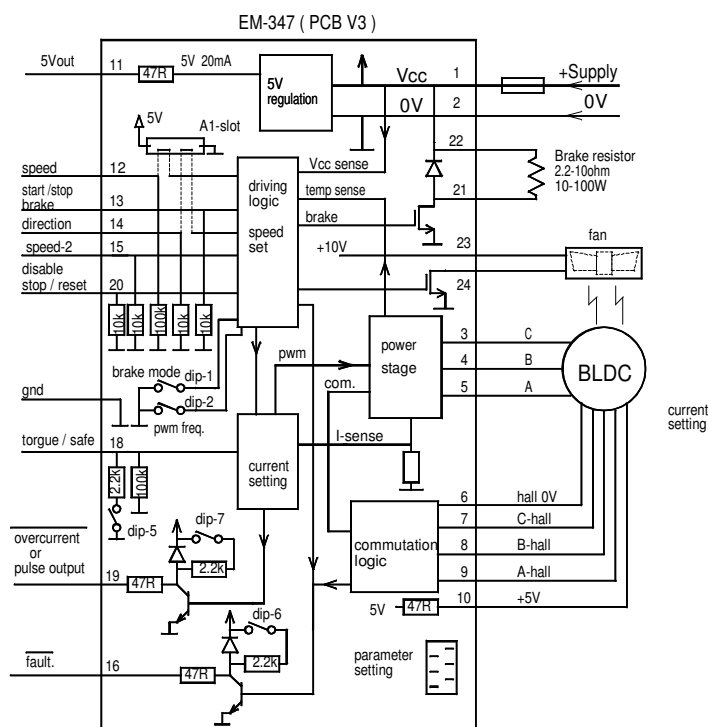 EM-347 ( PCB V3 )
5Vout
11
47R
5V 20mA
5V
regulation
Vcc
1
+Supply
0V
2
0V
5V
A1-slot
22
Brake resistor
2.2-10ohm
10-100W
21
speed
12
driving
logic
speed
set
Vcc sense
temp sense
brake
start /stop
brake
13
direction
14
speed-2
15
+10V
23
fan
disable
stop / reset
20
24
10k
10k
100k
10k
10k
power
stage
3
C
4
B
5
A
BLDC
pwm
com.
brake mode
dip-1
dip-2
pwm freq.
gnd
current
setting
torgue / safe
18
I-sense
current
setting
2.2k
100k
dip-5
6
hall 0V
7
C-hall
commutation
logic
8
B-hall
9
A-hall
5V
47R
10
+5V
overcurrent
or
pulse output
19
47R
dip-7
2.2k
dip-6
2.2k
fault.
16
47R
parameter
setting